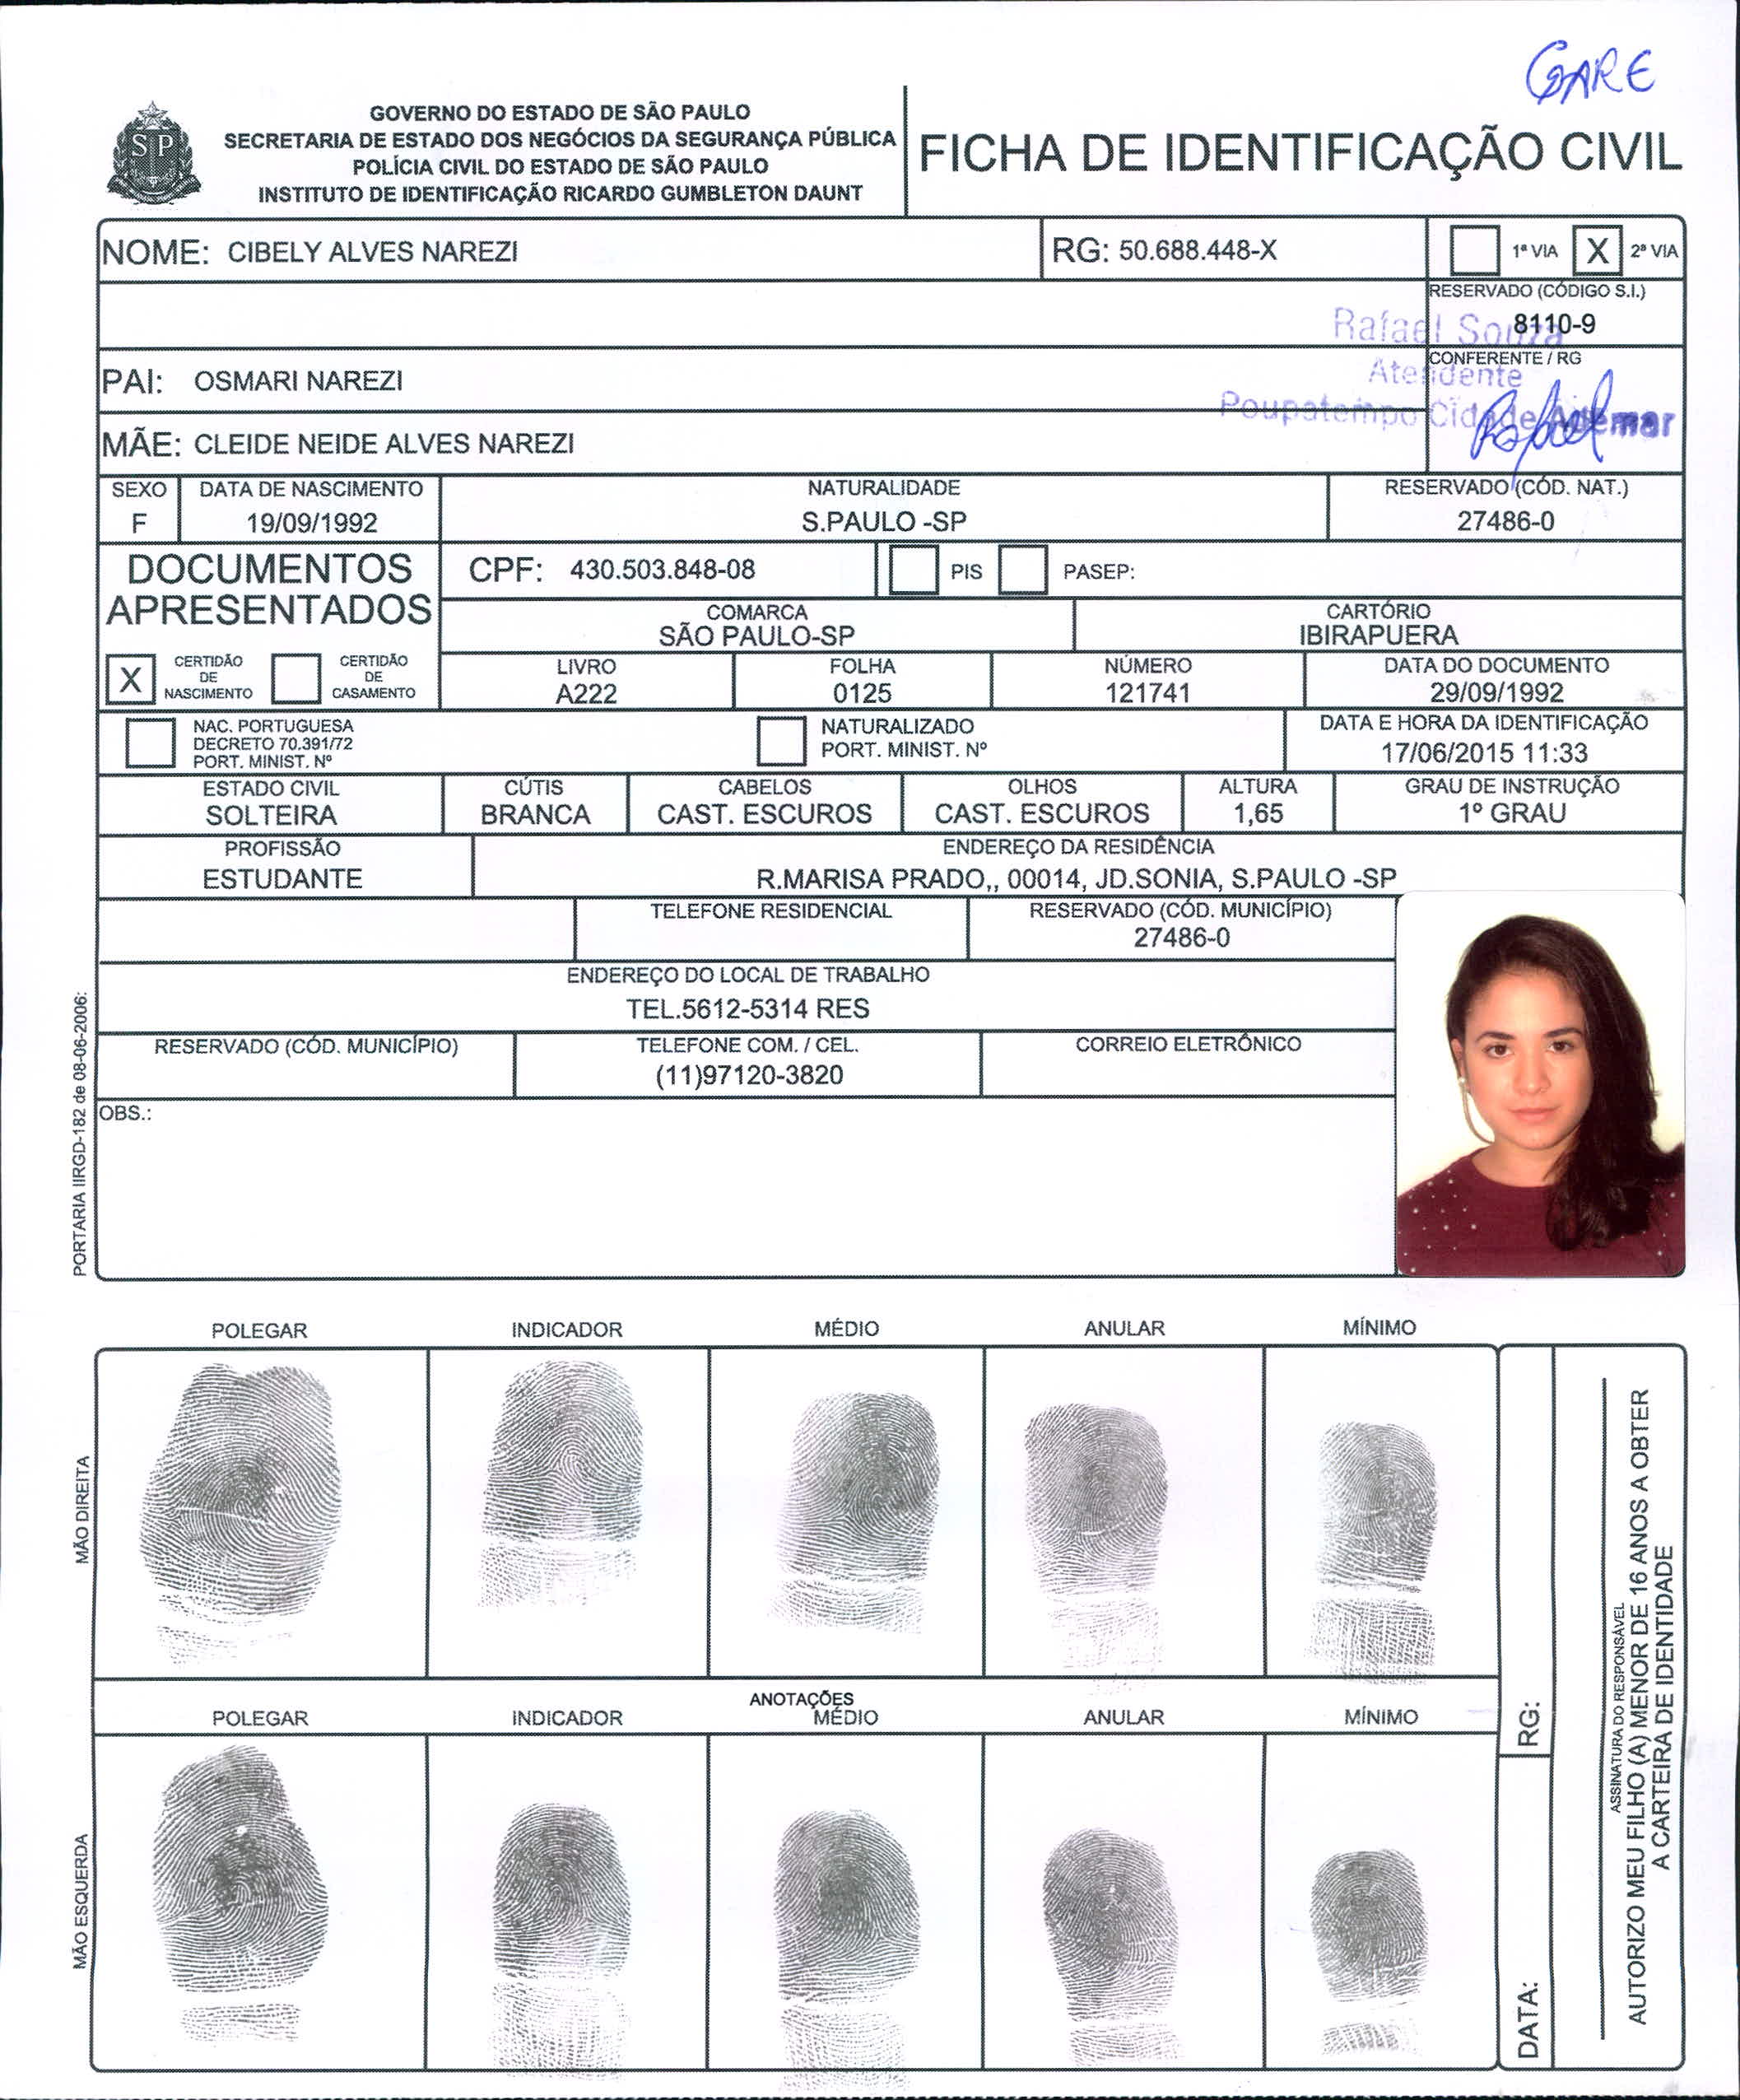 GARE
GOVERNO DO ESTADO DE SÃO PAULO
SECRETARIA DE ESTADO DOS NEGÓCIOS DA SEGURANÇA PÚBLICA
POLÍCIA CIVIL DO ESTADO DE SÃO PAULO
INSTITUTO DE IDENTIFICAÇÃO RICARDO GUMBLETON DAUNT
SP
FICHA DE IDENTIFICAÇÃO CIVIL
NOME: CIBELY ALVES NAREZI
RG: 50.688.448-X
1ª VIA X 2ª VIA
RESERVADO (CÓDIGO S.I.)
8110-9
Rafael Souza
Atendente
Poupatempo Cidade Ademar
CONFERENTE / RG
PAI: OSMARI NAREZI
MÃE: CLEIDE NEIDE ALVES NAREZI
SEXO
F
DATA DE NASCIMENTO
19/09/1992
NATURALIDADE
S.PAULO -SP
RESERVADO (CÓD. NAT.)
27486-0
DOCUMENTOS
APRESENTADOS
CPF: 430.503.848-08
PIS
PASEP:
COMARCA
SÃO PAULO-SP
CARTÓRIO
IBIRAPUERA
X CERTIDÃO
DE
NASCIMENTO
CERTIDÃO
DE
CASAMENTO
LIVRO
A222
FOLHA
0125
NÚMERO
121741
DATA DO DOCUMENTO
29/09/1992
NAC. PORTUGUESA
DECRETO 70.391/72
PORT. MINIST. Nº
NATURALIZADO
PORT. MINIST. Nº
DATA E HORA DA IDENTIFICAÇÃO
17/06/2015 11:33
ESTADO CIVIL
SOLTEIRA
CÚTIS
BRANCA
CABELOS
CAST. ESCUROS
OLHOS
CAST. ESCUROS
ALTURA
1,65
GRAU DE INSTRUÇÃO
1º GRAU
PROFISSÃO
ESTUDANTE
ENDEREÇO DA RESIDÊNCIA
R.MARISA PRADO,, 00014, JD.SONIA, S.PAULO -SP
TELEFONE RESIDENCIAL
RESERVADO (CÓD. MUNICÍPIO)
27486-0
ENDEREÇO DO LOCAL DE TRABALHO
TEL.5612-5314 RES
RESERVADO (CÓD. MUNICÍPIO)
TELEFONE COM. / CEL.
(11)97120-3820
CORREIO ELETRÔNICO
OBS.:
PORTARIA IIRGD-182 de 08-06-2006:
POLEGAR INDICADOR MÉDIO ANULAR MÍNIMO
MÃO DIREITA
ANOTAÇÕES
POLEGAR INDICADOR MÉDIO ANULAR MÍNIMO
MÃO ESQUERDA
RG:
DATA:
ASSINATURA DO RESPONSÁVEL
AUTORIZO MEU FILHO (A) MENOR DE 16 ANOS A OBTER
A CARTEIRA DE IDENTIDADE